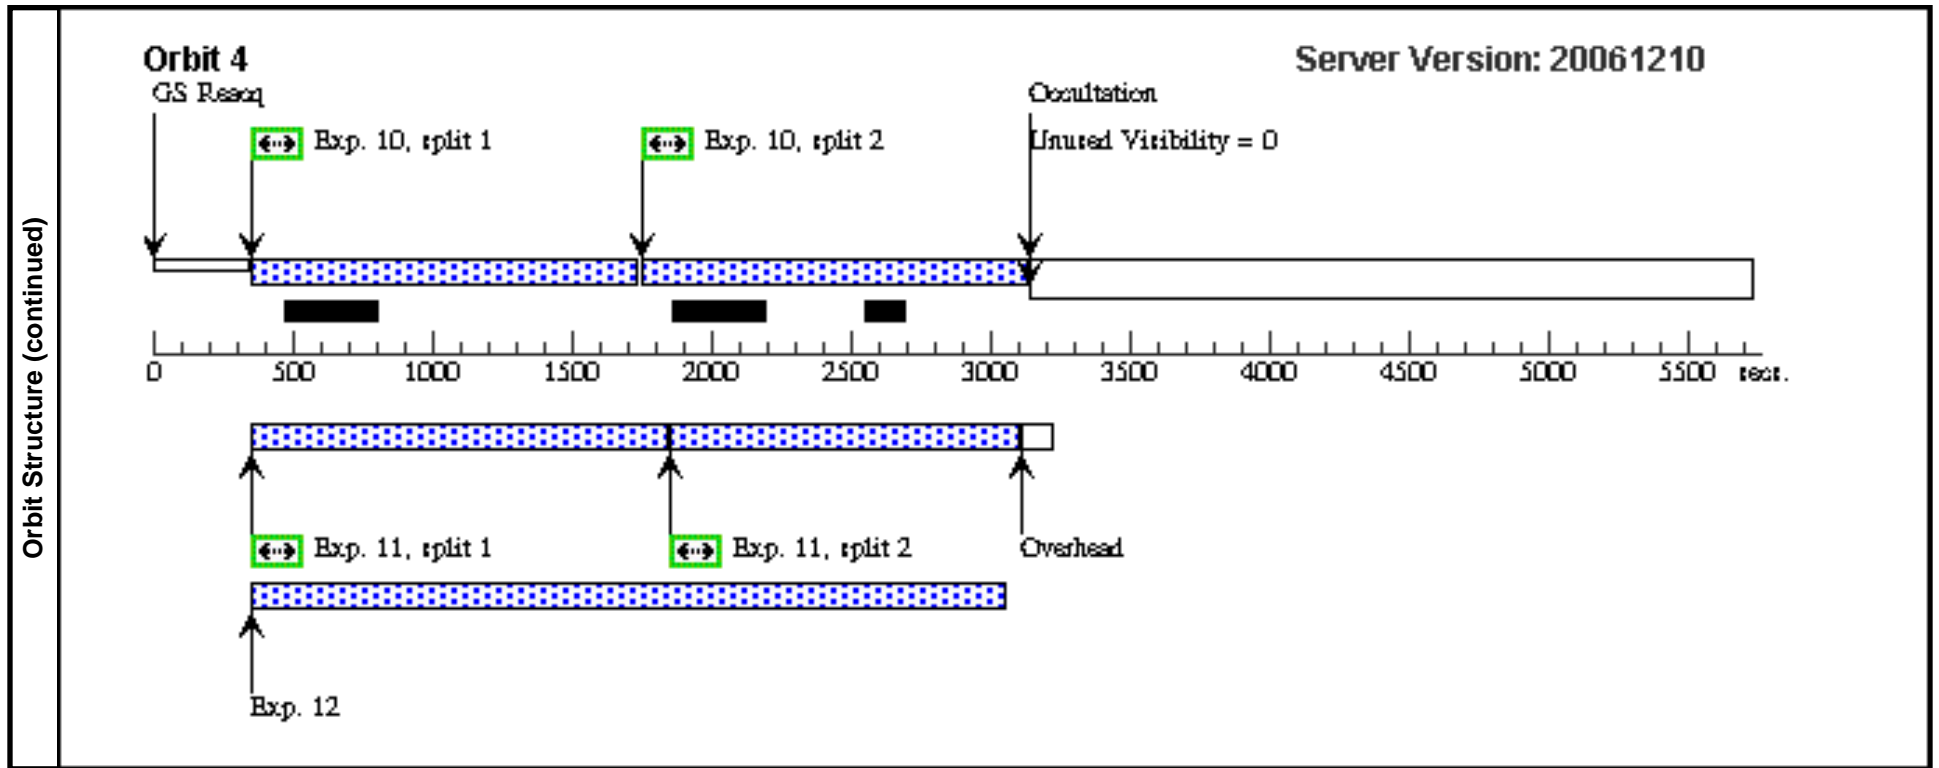 Orbit Structure (continued)
Orbit 4
Server Version: 20061210
GS Reacq
Occultation
Exp. 10, split 1
Exp. 10, split 2
Unused Visibility = 0
0 500 1000 1500 2000 2500 3000 3500 4000 4500 5000 5500 secs.
Exp. 11, split 1
Exp. 11, split 2
Overhead
Exp. 12